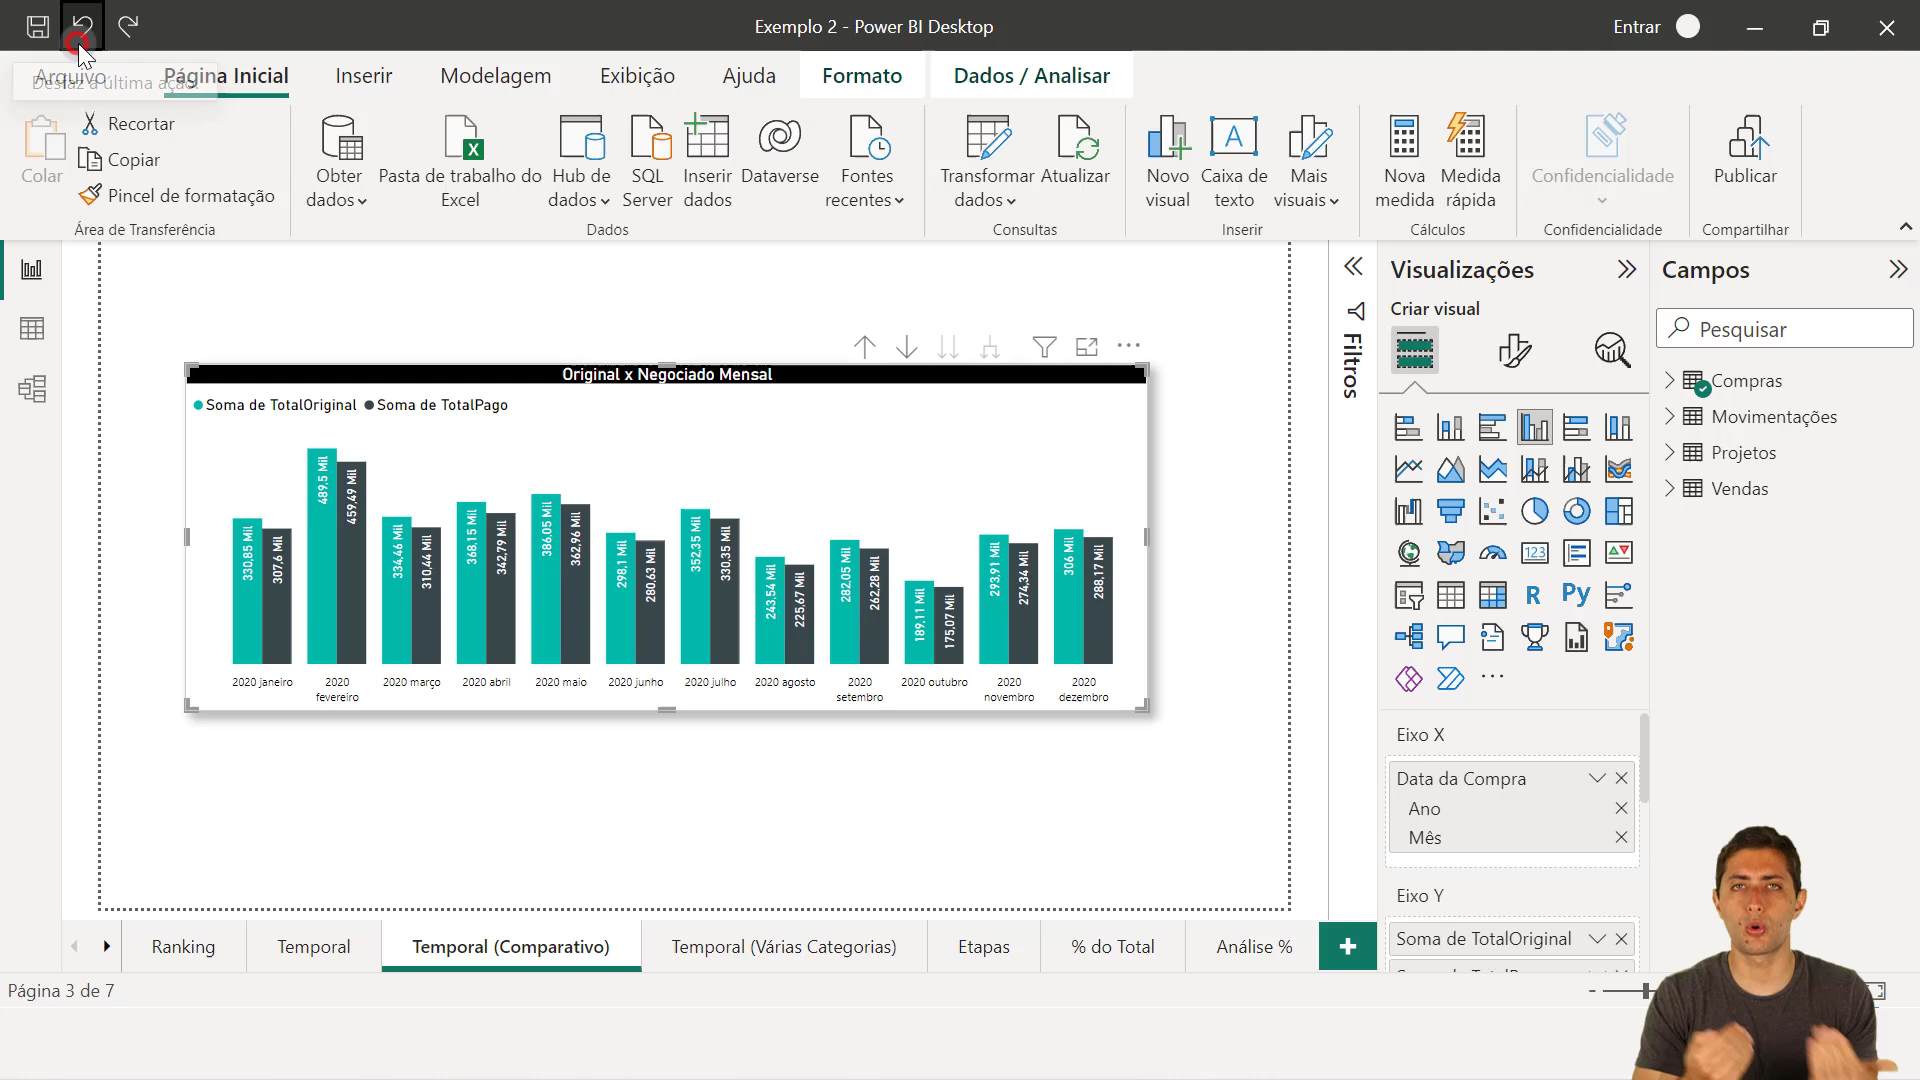 Exemplo 2 - Power BI Desktop
Entrar
Arquivo
Página Inicial
Inserir
Modelagem
Exibição
Ajuda
Formato
Dados / Analisar
Desfaz a última ação.
Colar
Recortar
Copiar
Pincel de formatação
Área de Transferência
Obter
dados
Pasta de trabalho do
Excel
Hub de
dados
SQL
Server
Inserir
dados
Dataverse
Fontes
recentes
Dados
Transformar
dados
Atualizar
Consultas
Novo
visual
Caixa de
texto
Mais
visuais
Inserir
Nova
medida
Medida
rápida
Cálculos
Confidencialidade
Confidencialidade
Publicar
Compartilhar
Original x Negociado Mensal
Soma de TotalOriginal Soma de TotalPago
330,85 Mil
307,6 Mil
489,5 Mil
459,49 Mil
334,46 Mil
310,44 Mil
368,15 Mil
342,79 Mil
386,05 Mil
362,96 Mil
298,1 Mil
280,63 Mil
352,35 Mil
330,35 Mil
243,54 Mil
225,67 Mil
282,05 Mil
262,28 Mil
189,11 Mil
175,07 Mil
293,91 Mil
274,34 Mil
306 Mil
288,17 Mil
2020 janeiro
2020
fevereiro
2020 março
2020 abril
2020 maio
2020 junho
2020 julho
2020 agosto
2020
setembro
2020 outubro
2020
novembro
2020
dezembro
Filtros
Visualizações
Criar visual
123
R
Py
Eixo X
Data da Compra
Ano
Mês
Eixo Y
Soma de TotalOriginal
Campos
Pesquisar
Compras
Movimentações
Projetos
Vendas
Ranking
Temporal
Temporal (Comparativo)
Temporal (Várias Categorias)
Etapas
% do Total
Análise %
Página 3 de 7